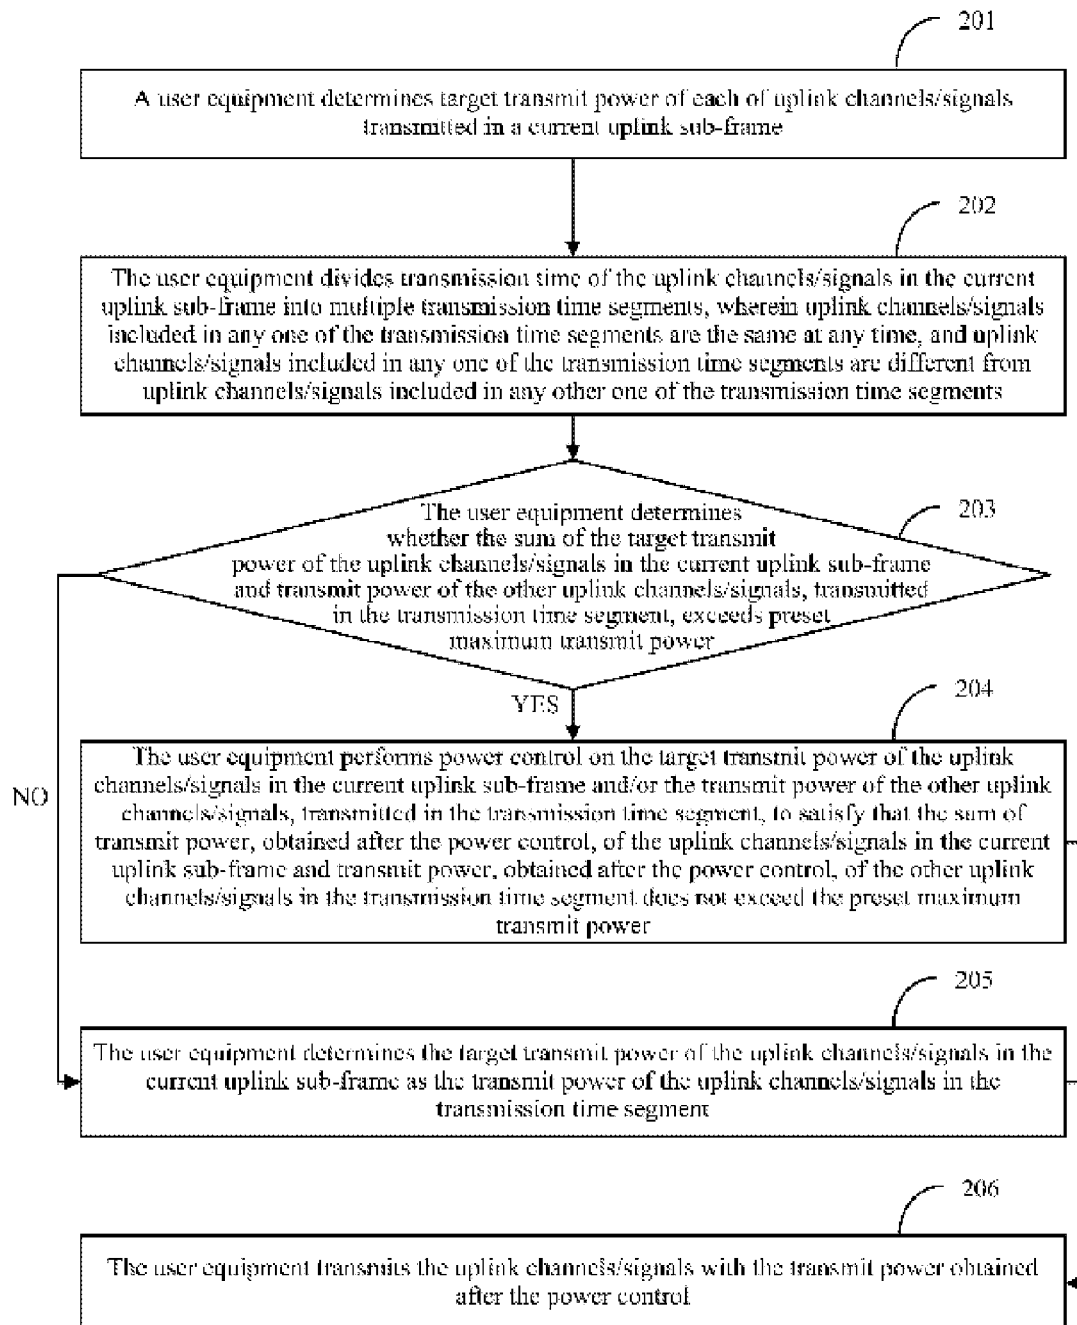 201
A user equipment determines target transmit power of each of uplink channels/signals
transmitted in a current uplink sub-frame
202
The user equipment divides transmission time of the uplink channels/signals in the current
uplink sub-frame into multiple transmission time segments, wherein uplink channels/signals
included in any one of the transmission time segments are the same at any time, and uplink
channels/signals included in any one of the transmission time segments are different from
uplink channels/signals included in any other one of the transmission time segments
203
The user equipment determines
whether the sum of the target transmit
power of the uplink channels/signals in the current uplink sub-frame
and transmit power of the other uplink channels/signals, transmitted
in the transmission time segment, exceeds preset
maximum transmit power
YES
204
The user equipment performs power control on the target transmit power of the uplink
channels/signals in the current uplink sub-frame and/or the transmit power of the other uplink
channels/signals, transmitted in the transmission time segment, to satisfy that the sum of
transmit power, obtained after the power control, of the uplink channels/signals in the current
uplink sub-frame and transmit power, obtained after the power control, of the other uplink
channels/signals in the transmission time segment does not exceed the preset maximum
transmit power
NO
205
The user equipment determines the target transmit power of the uplink channels/signals in the
current uplink sub-frame as the transmit power of the uplink channels/signals in the
transmission time segment
206
The user equipment transmits the uplink channels/signals with the transmit power obtained
after the power control